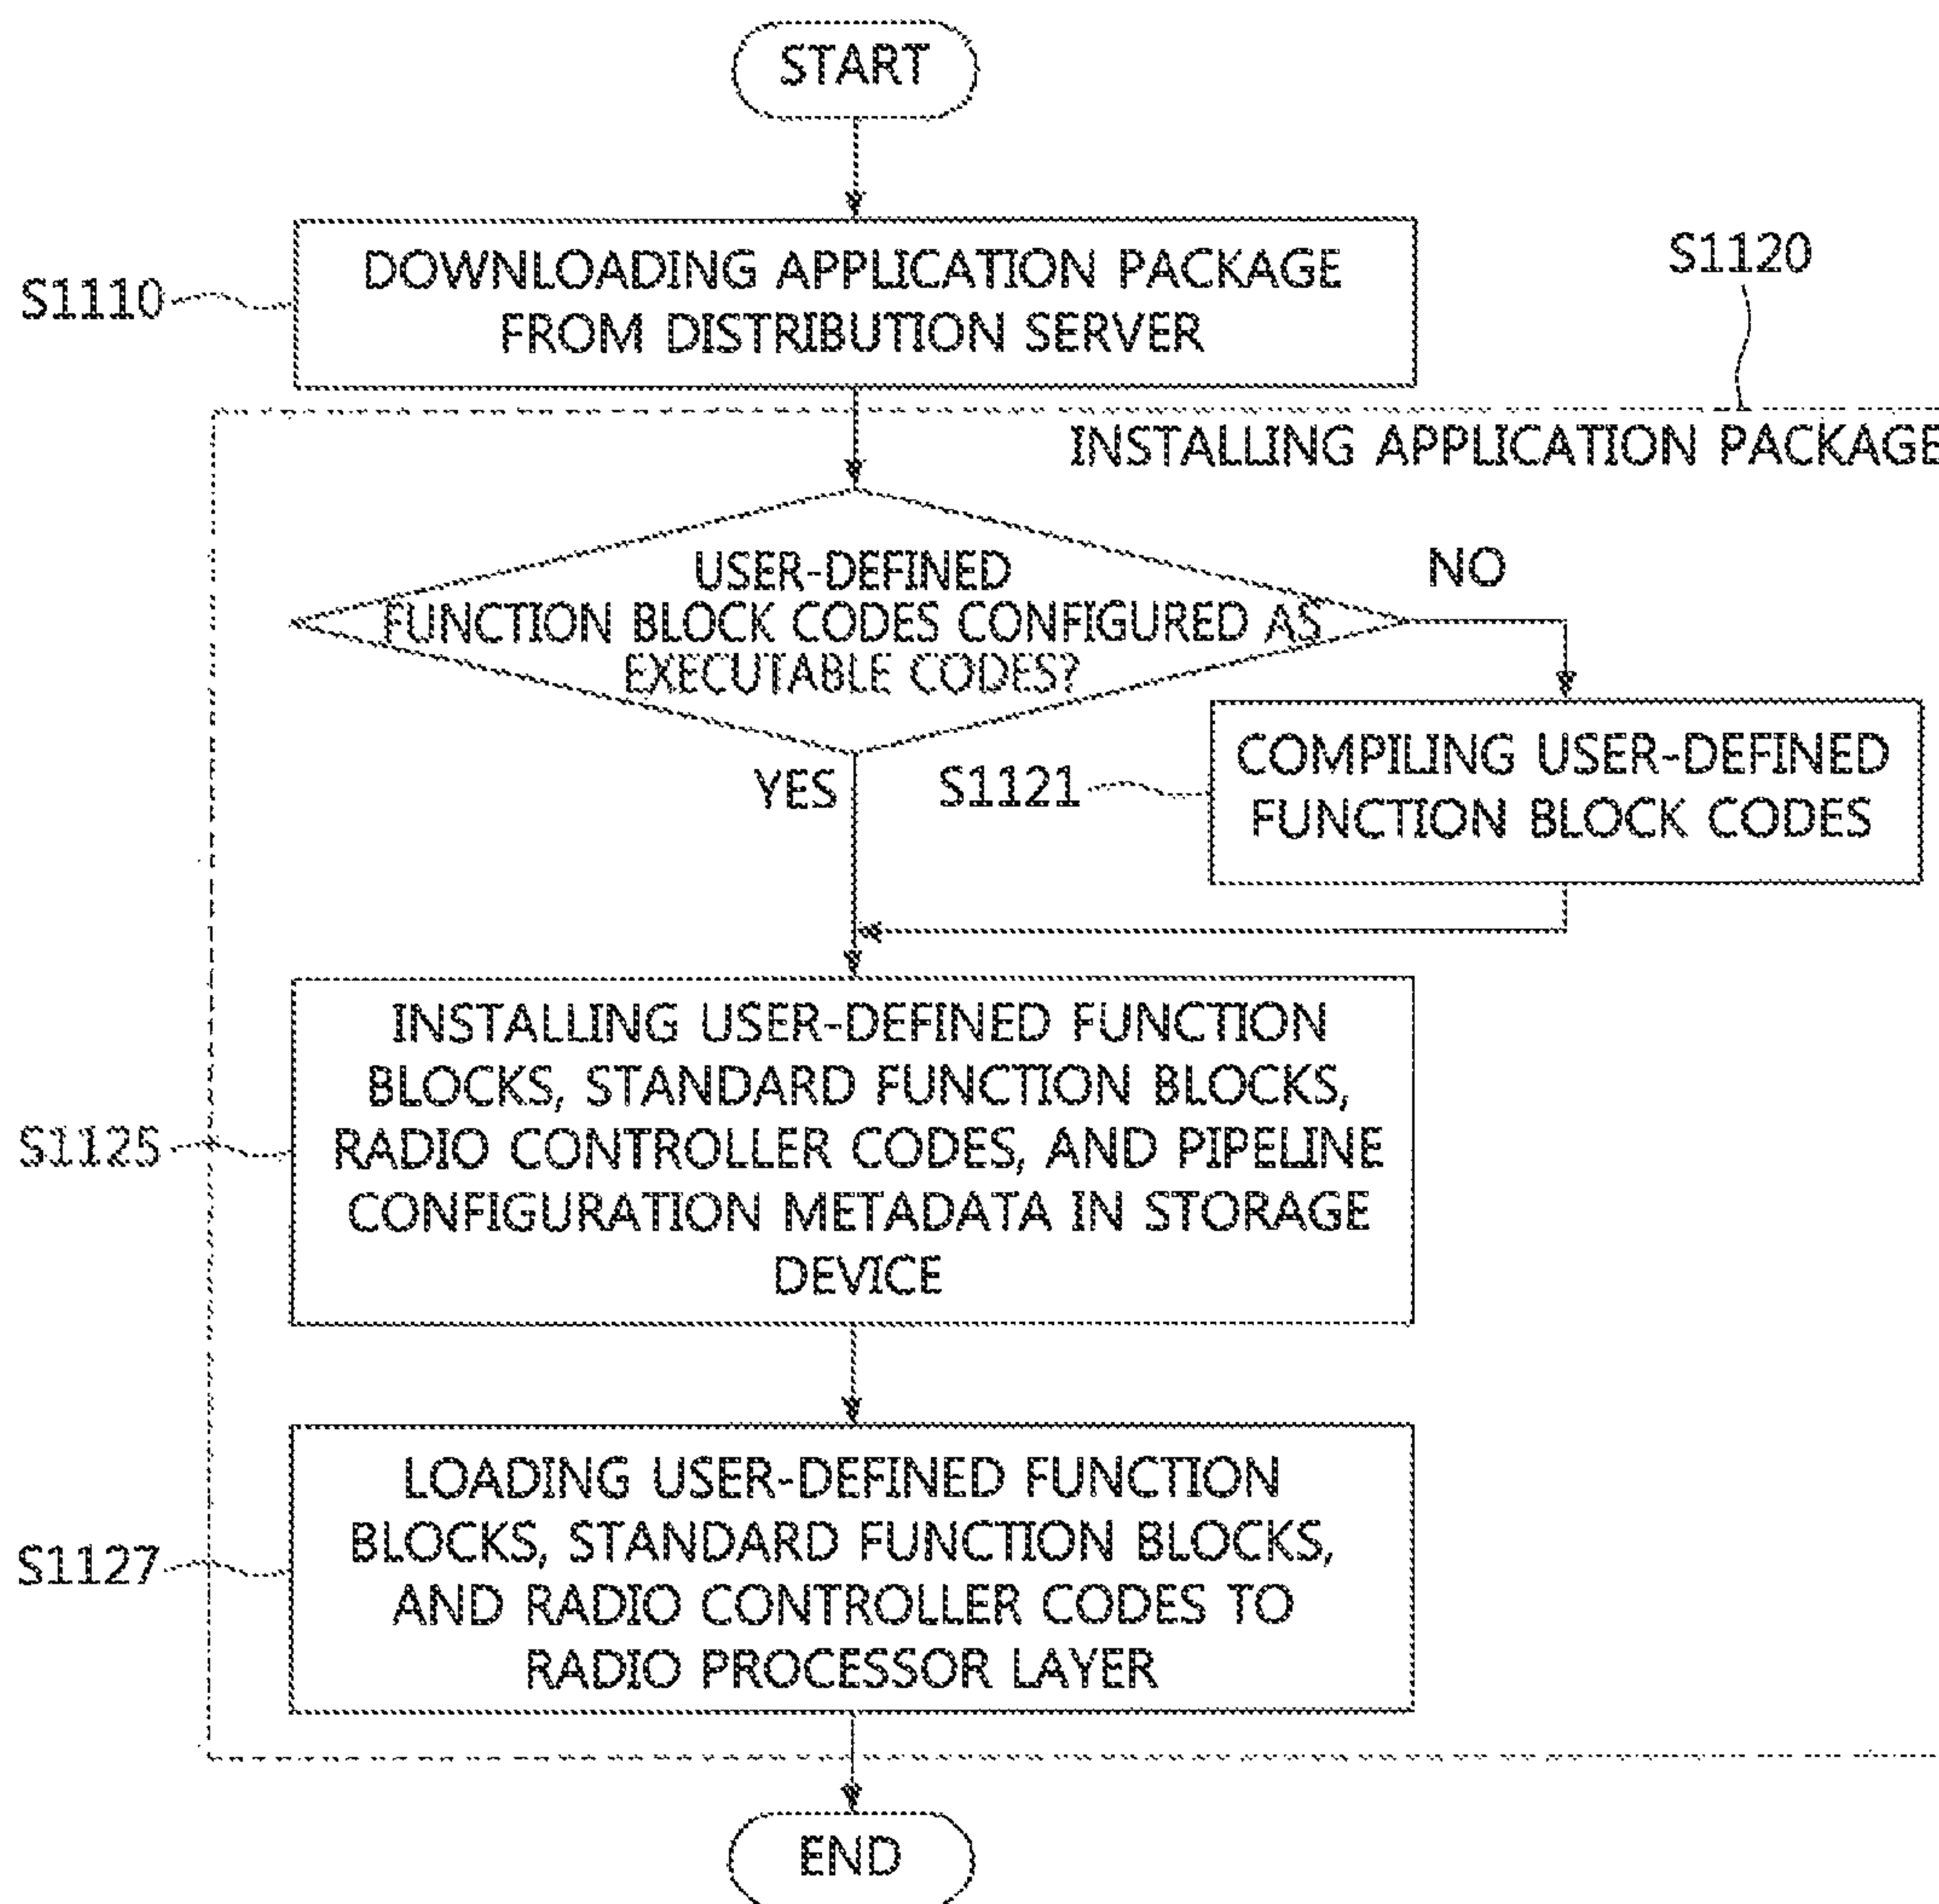 START
S1110
DOWNLOADING APPLICATION PACKAGE
FROM DISTRIBUTION SERVER
S1120
INSTALLING APPLICATION PACKAGE
USER-DEFINED
FUNCTION BLOCK CODES CONFIGURED AS
EXECUTABLE CODES?
NO
YES
S1121
COMPILING USER-DEFINED
FUNCTION BLOCK CODES
S1125
INSTALLING USER-DEFINED FUNCTION
BLOCKS, STANDARD FUNCTION BLOCKS,
RADIO CONTROLLER CODES, AND PIPELINE
CONFIGURATION METADATA IN STORAGE
DEVICE
S1127
LOADING USER-DEFINED FUNCTION
BLOCKS, STANDARD FUNCTION BLOCKS,
AND RADIO CONTROLLER CODES TO
RADIO PROCESSOR LAYER
END